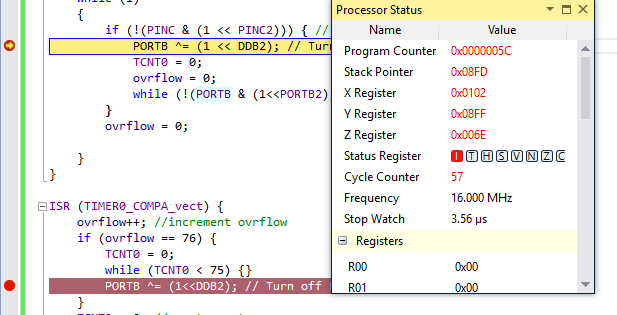 while (1)
{
if (!(PINC & (1 << PINC2))) { //
PORTB ^= (1 << DDB2); // Turn
TCNT0 = 0;
ovrflow = 0;
while (!(PORTB & (1<<PORTB2)
}
ovrflow = 0;
}
}
ISR (TIMER0_COMPA_vect) {
ovrflow++; //increment ovrflow
if (ovrflow == 76) {
TCNT0 = 0;
while (TCNT0 < 75) {}
PORTB ^= (1<<DDB2); // Turn off
}
Processor Status
Name Value
Program Counter 0x0000005C
Stack Pointer 0x08FD
X Register 0x0102
Y Register 0x08FF
Z Register 0x006E
Status Register I T H S V N Z C
Cycle Counter 57
Frequency 16.000 MHz
Stop Watch 3.56 µs
Registers
R00 0x00
R01 0x00